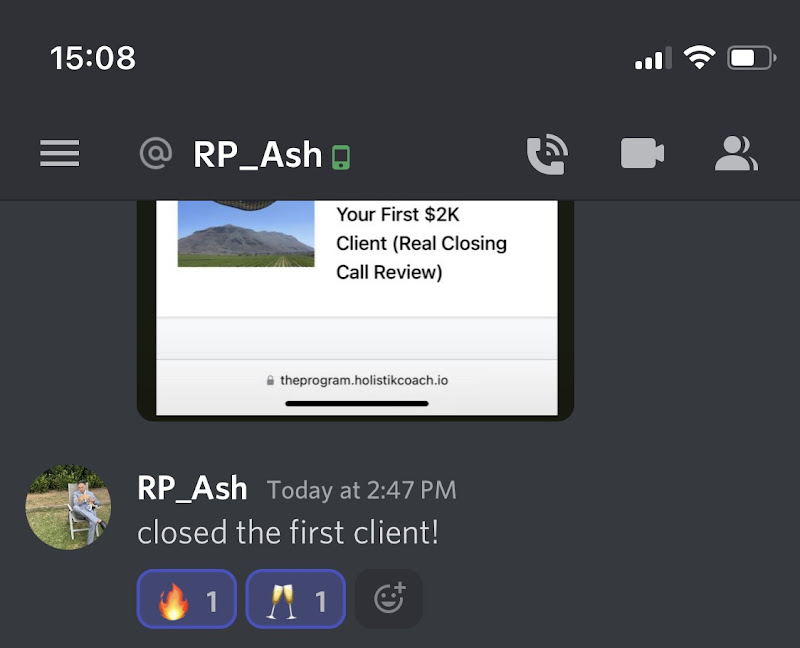 15:08
@ RP_Ash
Your First $2K
Client (Real Closing
Call Review)
theprogram.holistikcoach.io
RP_Ash Today at 2:47 PM
closed the first client!
1 1